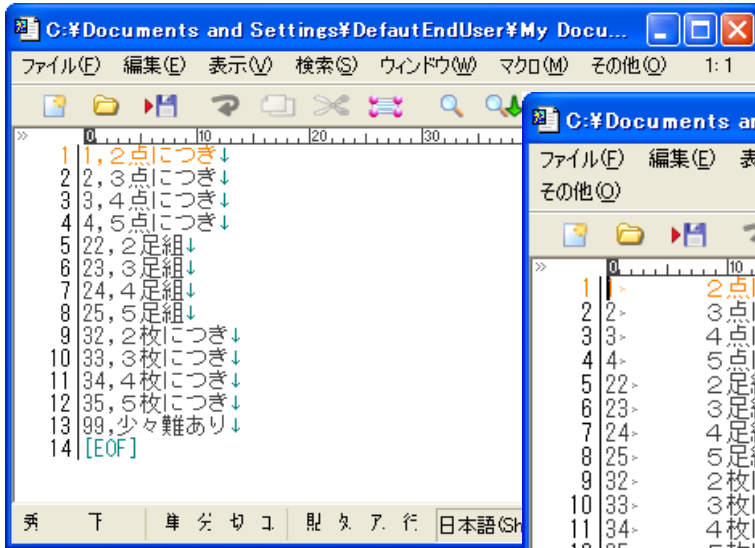 C:¥Documents and Settings¥DefautEndUser¥My Docu...
ファイル(F) 編集(E) 表示(V) 検索(S) ウィンドウ(W) マクロ(M) その他(O) 1: 1
0 10 20 30
1 1,２点につき↓
2 2,３点につき↓
3 3,４点につき↓
4 4,５点につき↓
5 22,２足組↓
6 23,３足組↓
7 24,４足組↓
8 25,５足組↓
9 32,２枚につき↓
10 33,３枚につき↓
11 34,４枚につき↓
12 35,５枚につき↓
13 99,少々難あり↓
14 [EOF]
日本語(Sh
C:¥Documents a
ファイル(F) 編集(E) 表
その他(O)
0 10
1 1 ２点
2 2 ３点
3 3 ４点
4 4 ５点
5 22 ２足
6 23 ３足
7 24 ４足
8 25 ５足
9 32 ２枚
10 33 ３枚
11 34 ４枚